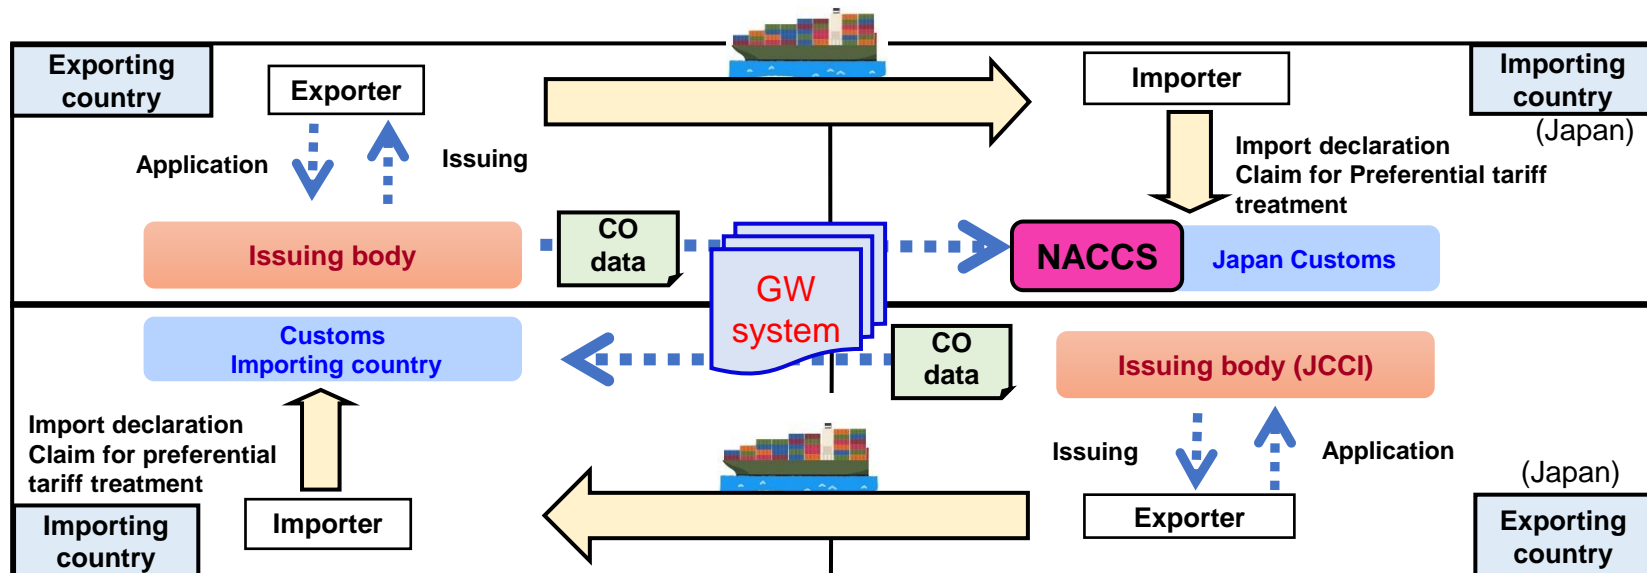 Exporting
country
Exporter
Importer
Importing
country
(Japan)
Application
Issuing
Import declaration
Claim for Preferential tariff
treatment
Issuing body
CO
data
GW
system
NACCS
Japan Customs
Customs
Importing country
CO
data
Issuing body (JCCI)
Import declaration
Claim for preferential
tariff treatment
Issuing
Application
(Japan)
Importing
country
Importer
Exporter
Exporting
country